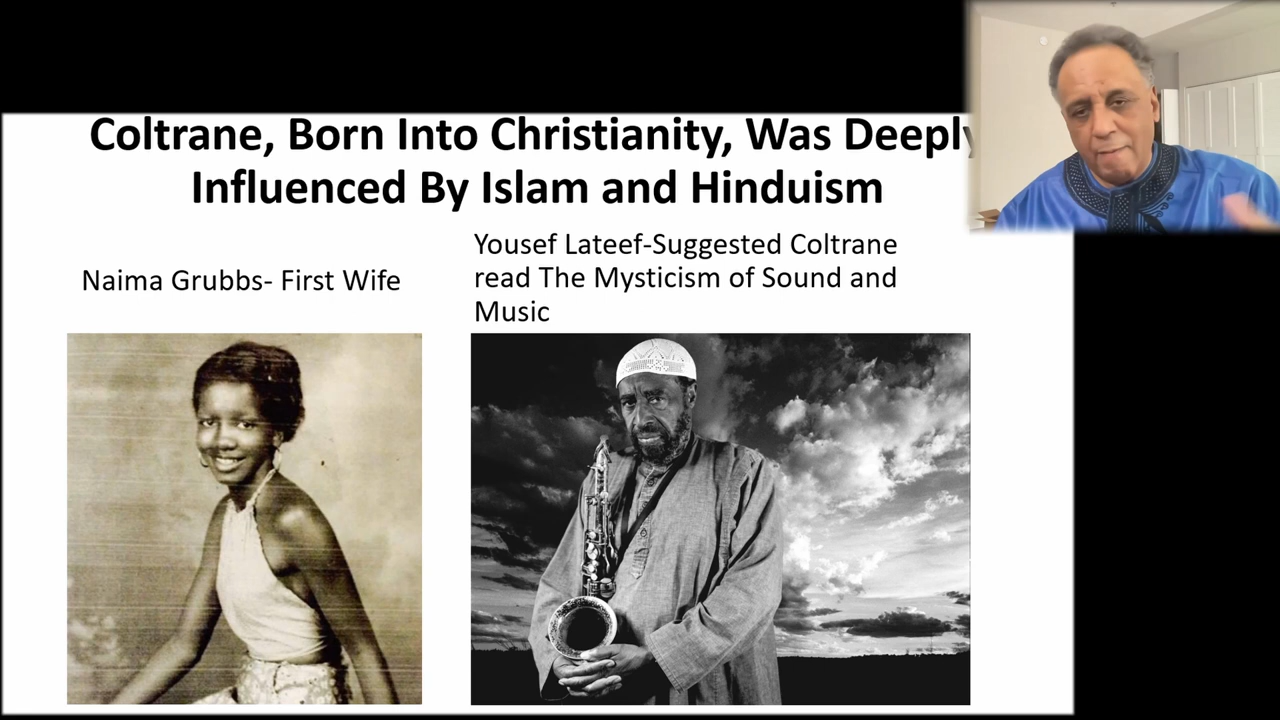 Coltrane, Born Into Christianity, Was Deeply
Influenced By Islam and Hinduism
Naima Grubbs- First Wife
Yousef Lateef-Suggested Coltrane
read The Mysticism of Sound and
Music